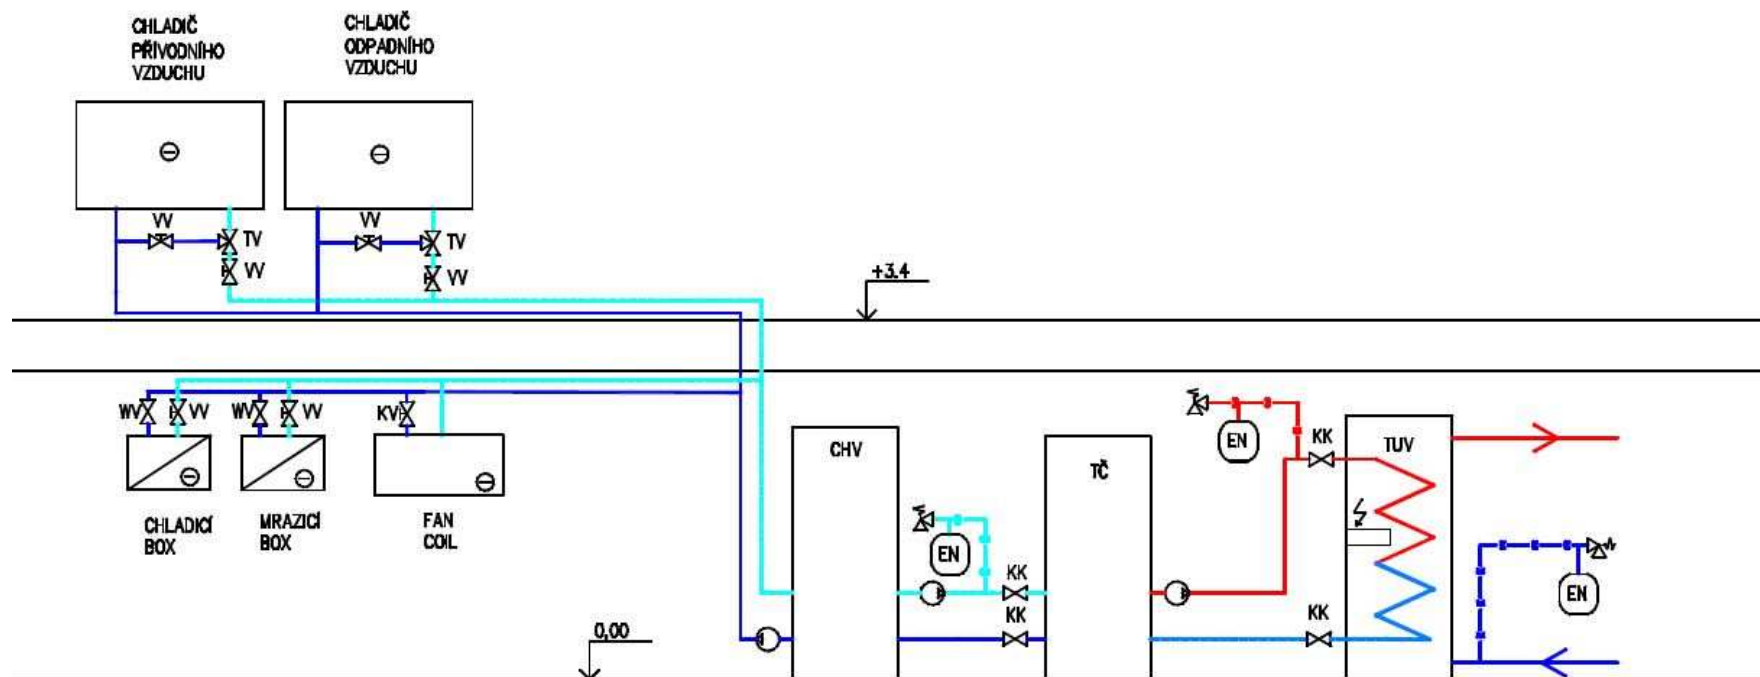 CHLADIČ
PŘÍVODNÍHO
VZDUCHU
CHLADIČ
ODPADNÍHO
VZDUCHU
VV
TV
VV
VV
TV
VV
+3.4
WV
VV
WV
VV
KV
CHLADICÍ
BOX
MRAZICÍ
BOX
FAN
COIL
CHV
EN
KK
KK
TČ
EN
KK
KK
TUV
EN
0,00